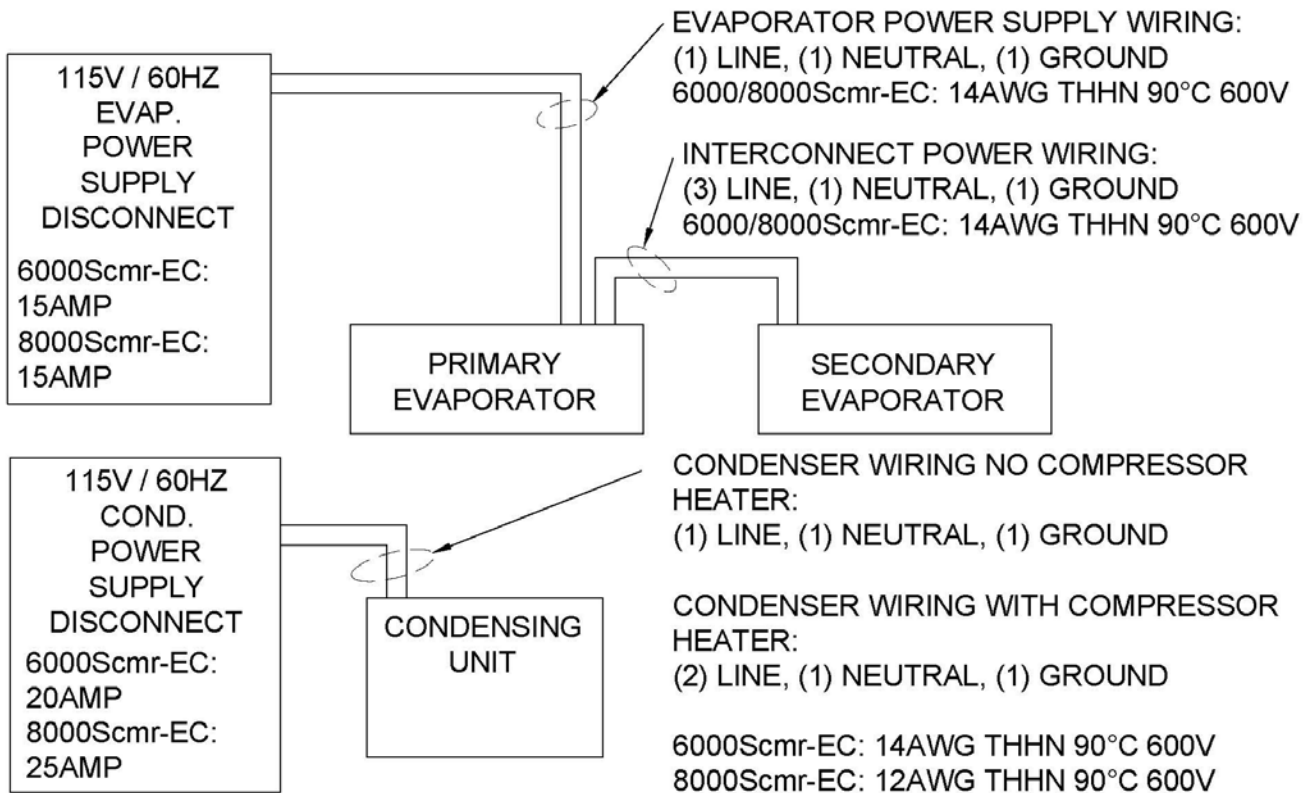 115V / 60HZ
EVAP.
POWER
SUPPLY
DISCONNECT
6000Scmr-EC:
15AMP
8000Scmr-EC:
15AMP
EVAPORATOR POWER SUPPLY WIRING:
(1) LINE, (1) NEUTRAL, (1) GROUND
6000/8000Scmr-EC: 14AWG THHN 90°C 600V
INTERCONNECT POWER WIRING:
(3) LINE, (1) NEUTRAL, (1) GROUND
6000/8000Scmr-EC: 14AWG THHN 90°C 600V
PRIMARY
EVAPORATOR
SECONDARY
EVAPORATOR
115V / 60HZ
COND.
POWER
SUPPLY
DISCONNECT
6000Scmr-EC:
20AMP
8000Scmr-EC:
25AMP
CONDENSING
UNIT
CONDENSER WIRING NO COMPRESSOR
HEATER:
(1) LINE, (1) NEUTRAL, (1) GROUND
CONDENSER WIRING WITH COMPRESSOR
HEATER:
(2) LINE, (1) NEUTRAL, (1) GROUND
6000Scmr-EC: 14AWG THHN 90°C 600V
8000Scmr-EC: 12AWG THHN 90°C 600V